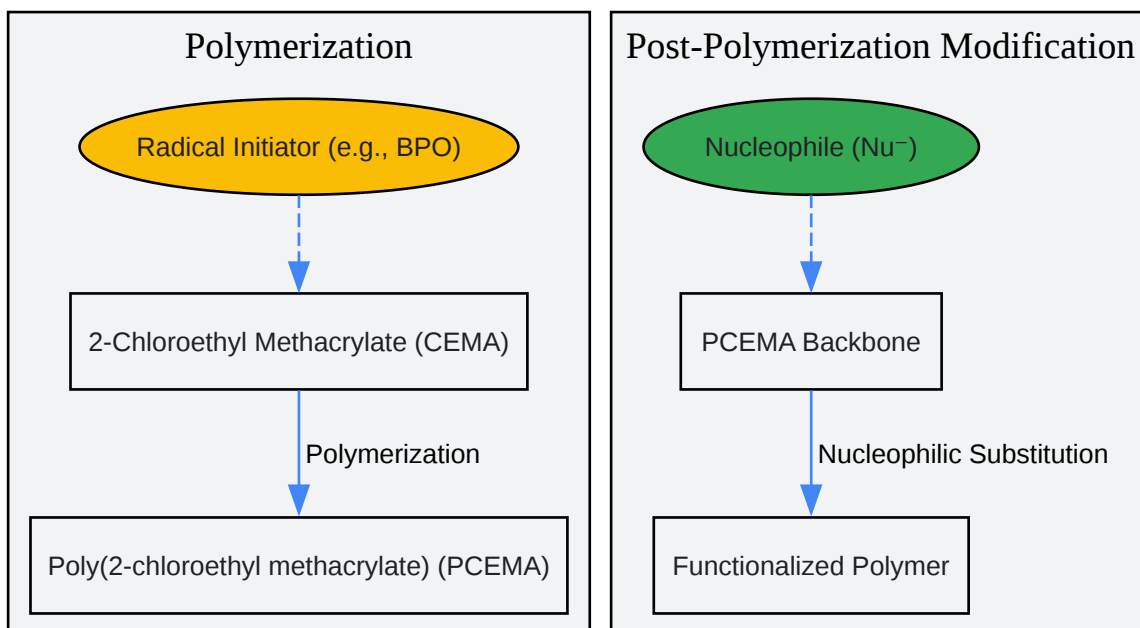 Polymerization
Radical Initiator (e.g., BPO)
2-Chloroethyl Methacrylate (CEMA)
Polymerization
Poly(2-chloroethyl methacrylate) (PCEMA)
Post-Polymerization Modification
Nucleophile (Nu⁻)
PCEMA Backbone
Nucleophilic Substitution
Functionalized Polymer